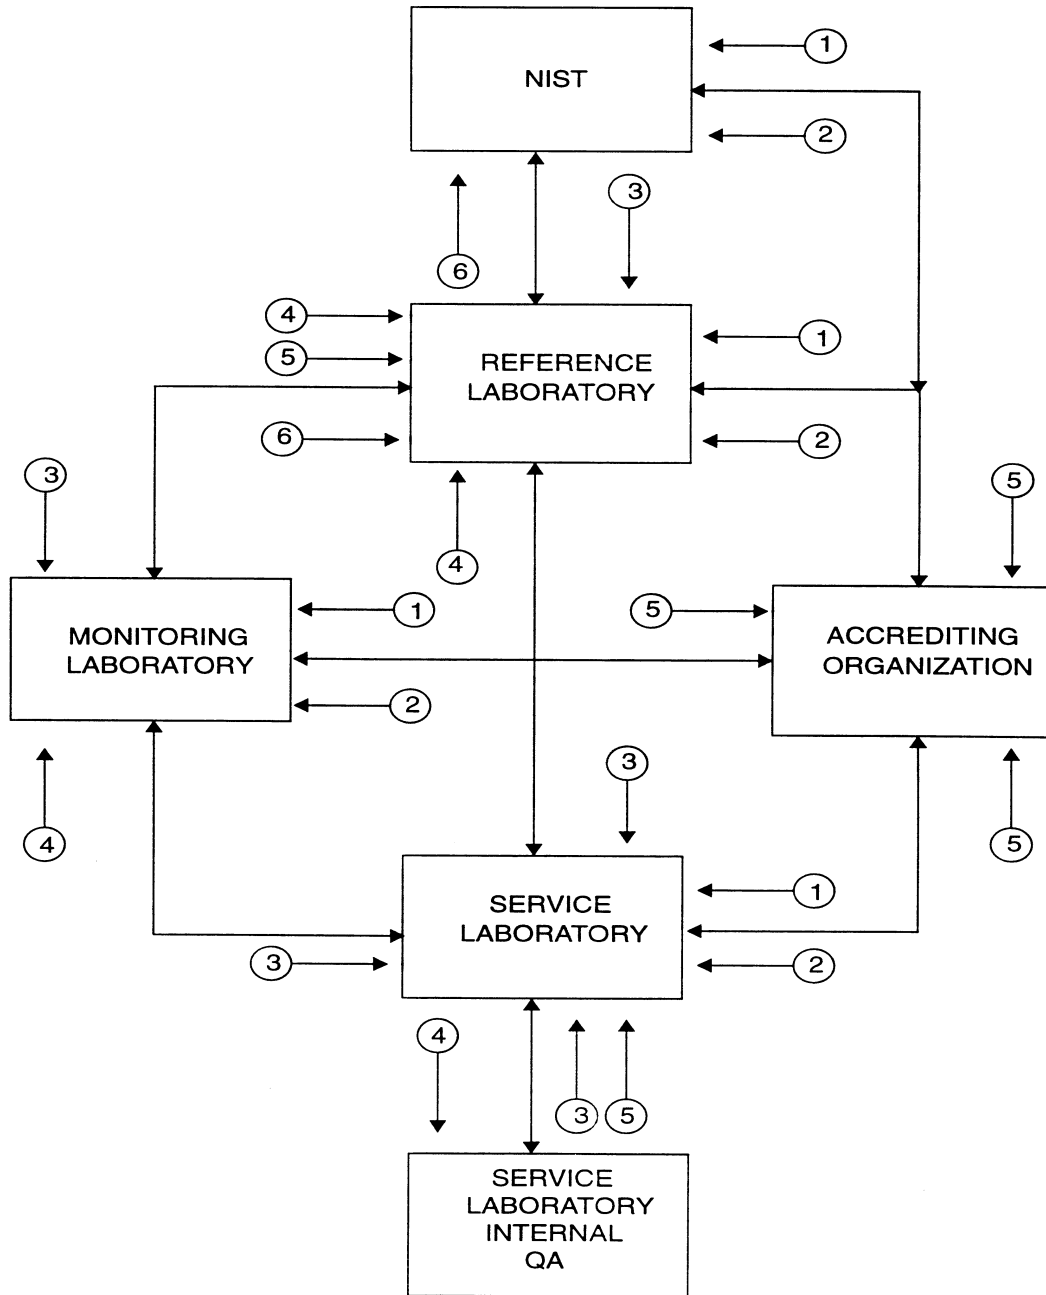 1
NIST
2
3
6
4
1
5
REFERENCE
LABORATORY
6
2
3
5
4
1
5
MONITORING
LABORATORY
ACCREDITING
ORGANIZATION
2
3
4
5
1
SERVICE
LABORATORY
3
2
4
3
5
SERVICE
LABORATORY
INTERNAL
QA